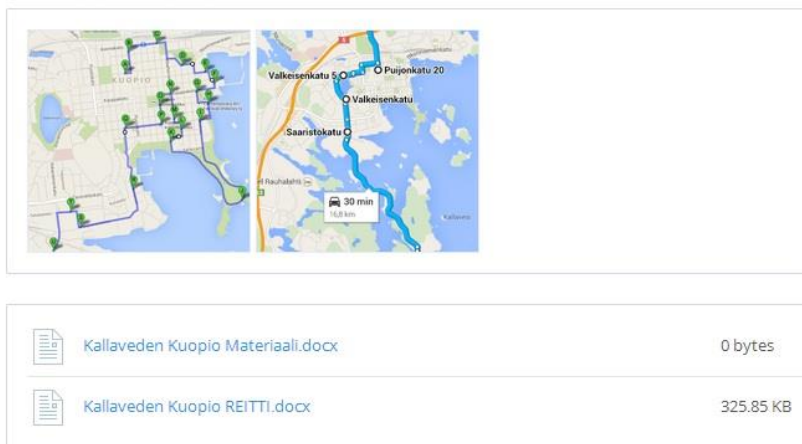 KUOPIO
Valkeisenkatu 5
Puijonkatu 20
Valkeisenkatu
Saaristokatu
Rauhalahti
30 min
16,8 km
Kallavesi
Kallaveden Kuopio Materiaali.docx
0 bytes
Kallaveden Kuopio REITTI.docx
325.85 KB